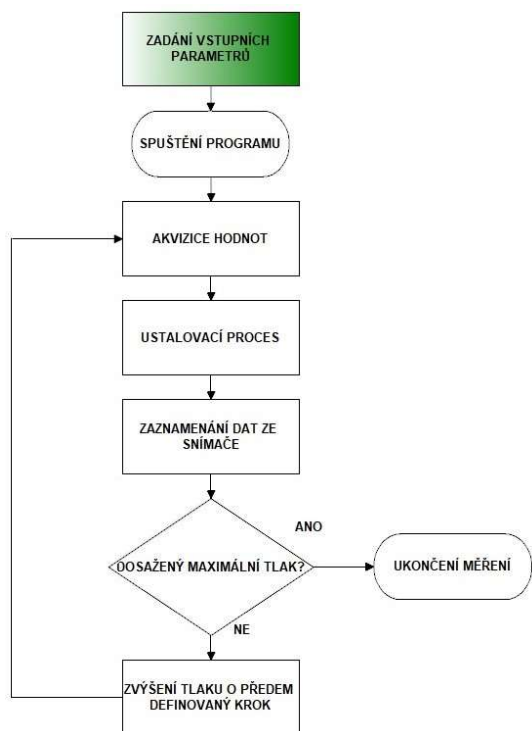 ZADÁNÍ VSTUPNÍCH
PARAMETRŮ
SPUŠTĚNÍ PROGRAMU
AKVIZICE HODNOT
USTALOVACÍ PROCES
ZAZNAMENÁNÍ DAT ZE
SNÍMAČE
ANO
DOSAŽENÝ MAXIMÁLNÍ TLAK?
UKONČENÍ MĚŘENÍ
NE
ZVÝŠENÍ TLAKU O PŘEDEM
DEFINOVANÝ KROK